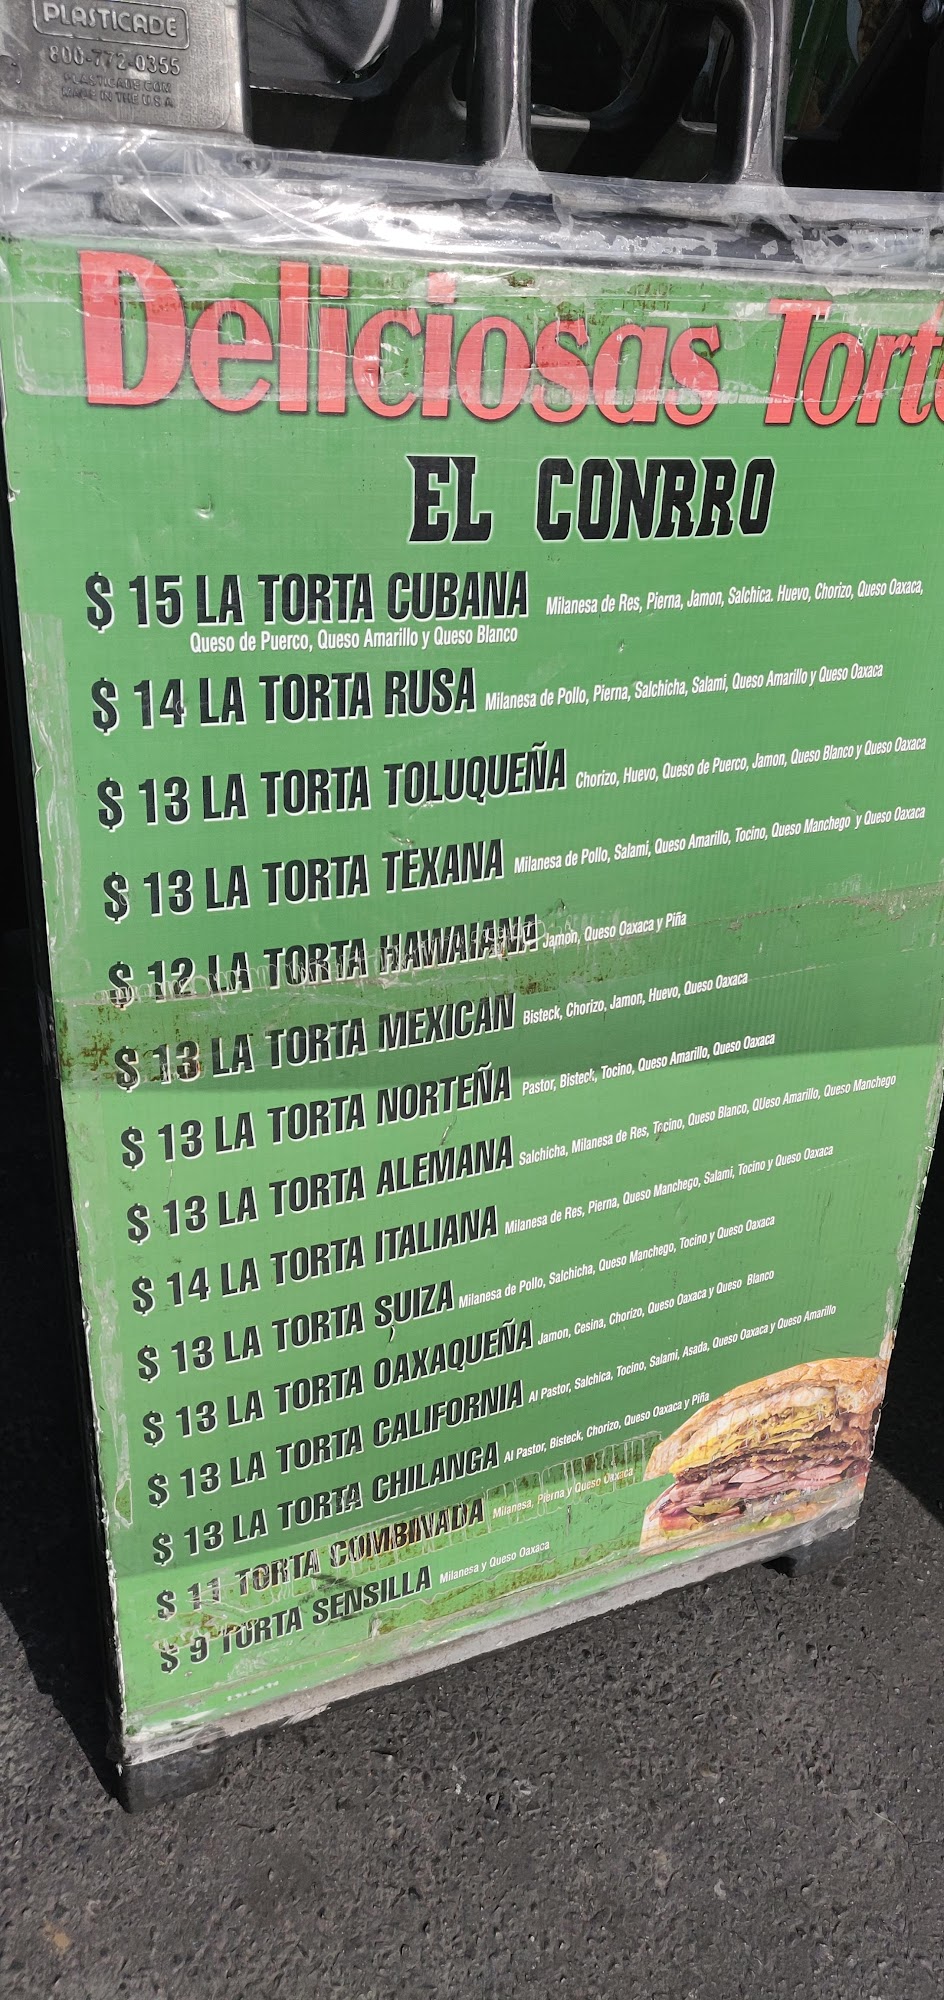 PLASTICADE
800-772-0355
PLASTICADE.COM
MADE IN THE U S A
Deliciosas Torta
EL CONRRO
$ 15 LA TORTA CUBANA Milanesa de Res, Pierna, Jamon, Salchica. Huevo, Chorizo, Queso Oaxaca,
Queso de Puerco, Queso Amarillo y Queso Blanco
$ 14 LA TORTA RUSA Milanesa de Pollo, Pierna, Salchicha, Salami, Queso Amarillo y Queso Oaxaca
$ 13 LA TORTA TOLUQUEÑA Chorizo, Huevo, Queso de Puerco, Jamon, Queso Blanco y Queso Oaxaca
$ 13 LA TORTA TEXANA Milanesa de Pollo, Salami, Queso Amarillo, Tocino, Queso Manchego y Queso Oaxaca
$ 12 LA TORTA HAWAIANA Jamon, Queso Oaxaca y Piña
$ 13 LA TORTA MEXICAN Bisteck, Chorizo, Jamon, Huevo, Queso Oaxaca
$ 13 LA TORTA NORTEÑA Pastor, Bisteck, Tocino, Queso Amarillo, Queso Oaxaca
$ 13 LA TORTA ALEMANA Salchicha, Milanesa de Res, Tocino, Queso Blanco, QUeso Amarillo, Queso Manchego
$ 14 LA TORTA ITALIANA Milanesa de Res, Pierna, Queso Manchego, Salami, Tocino y Queso Oaxaca
$ 13 LA TORTA SUIZA Milanesa de Pollo, Salchicha, Queso Manchego, Tocino y Queso Oaxaca
$ 13 LA TORTA OAXAQUEÑA Jamon, Cesina, Chorizo, Queso Oaxaca y Queso Blanco
$ 13 LA TORTA CALIFORNIA Al Pastor, Salchica, Tocino, Salami, Asada, Queso Oaxaca y Queso Amarillo
$ 13 LA TORTA CHILANGA Al Pastor, Bisteck, Chorizo, Queso Oaxaca y Piña
$ 11 TORTA COMBINADA Milanesa, Pierna y Queso Oaxaca
$ 9 TORTA SENSILLA Milanesa y Queso Oaxaca